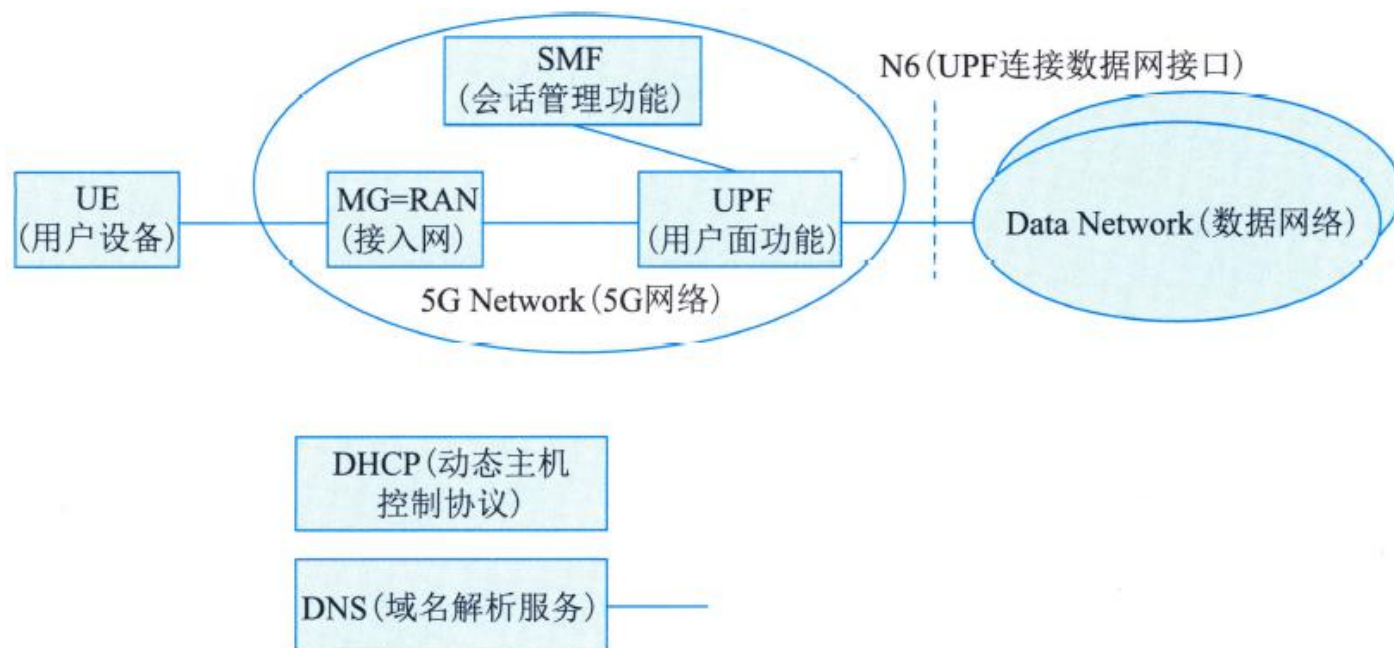 SMF
(会话管理功能)
N6(UPF连接数据网接口)
UE
(用户设备)
MG=RAN
(接入网)
UPF
(用户面功能)
Data Network(数据网络)
5G Network(5G网络)
DHCP(动态主机
控制协议)
DNS(域名解析服务)